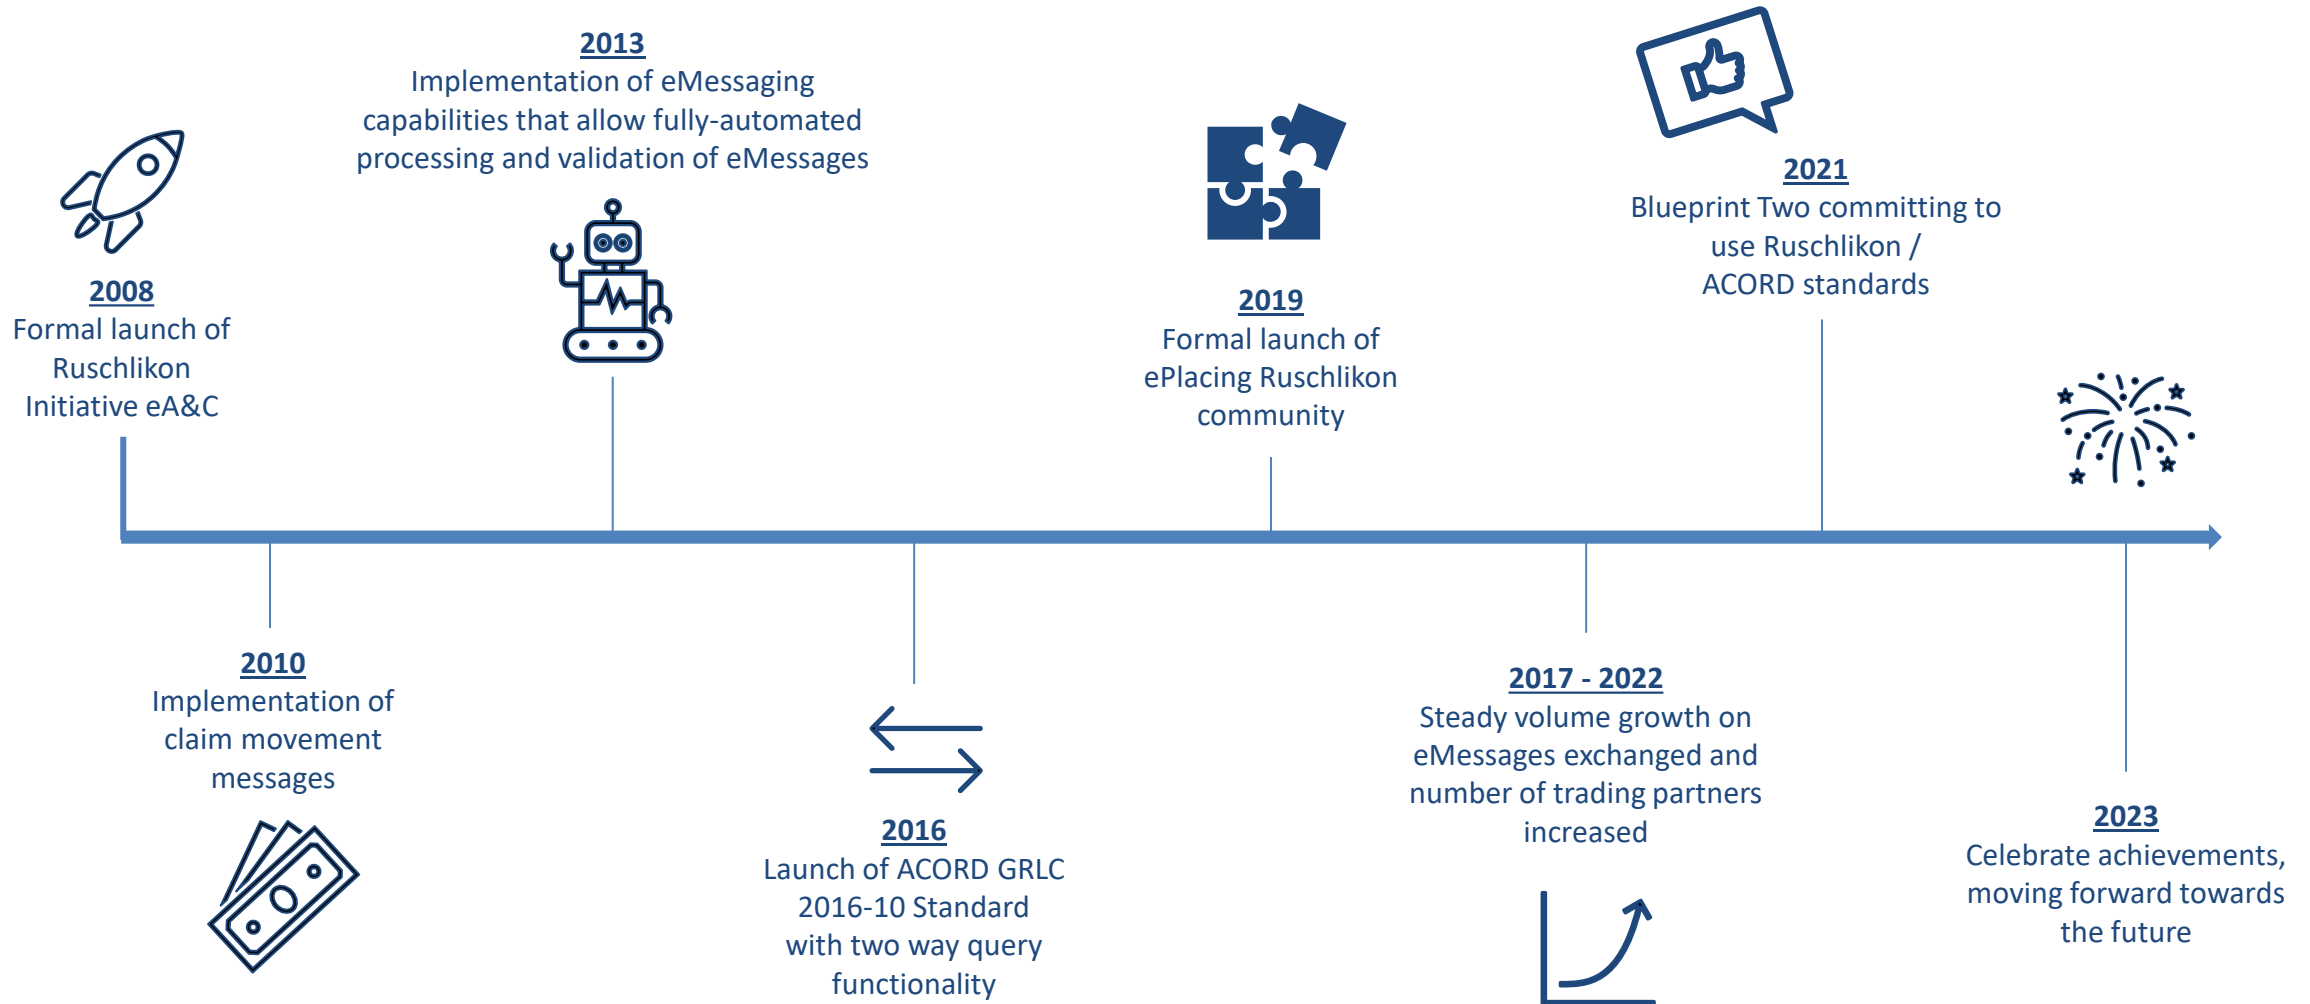 2008
Formal launch of
Ruschlikon
Initiative eA&C
2010
Implementation of
claim movement
messages
2013
Implementation of eMessaging
capabilities that allow fully-automated
processing and validation of eMessages
2016
Launch of ACORD GRLC
2016-10 Standard
with two way query
functionality
2019
Formal launch of
ePlacing Ruschlikon
community
2017 - 2022
Steady volume growth on
eMessages exchanged and
number of trading partners
increased
2021
Blueprint Two committing to
use Ruschlikon /
ACORD standards
2023
Celebrate achievements,
moving forward towards
the future